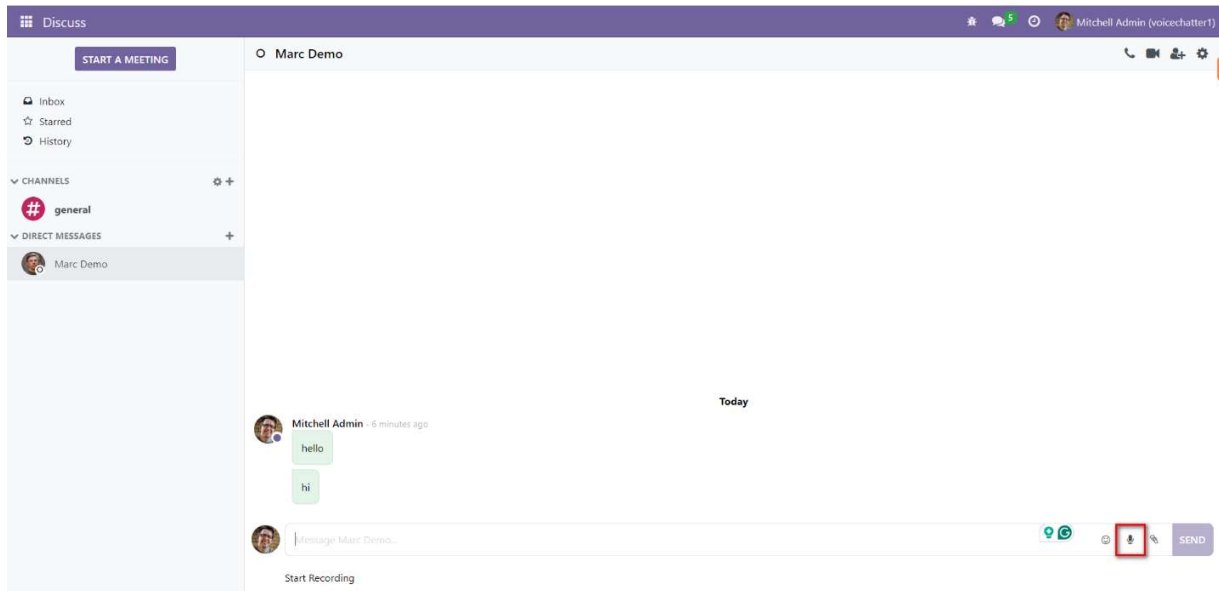 Discuss
5
Mitchell Admin (voicechatter1)
START A MEETING
Marc Demo
Inbox
Starred
History
CHANNELS
general
DIRECT MESSAGES
Marc Demo
Today
Mitchell Admin - 6 minutes ago
hello
hi
Message Marc Demo...
SEND
Start Recording